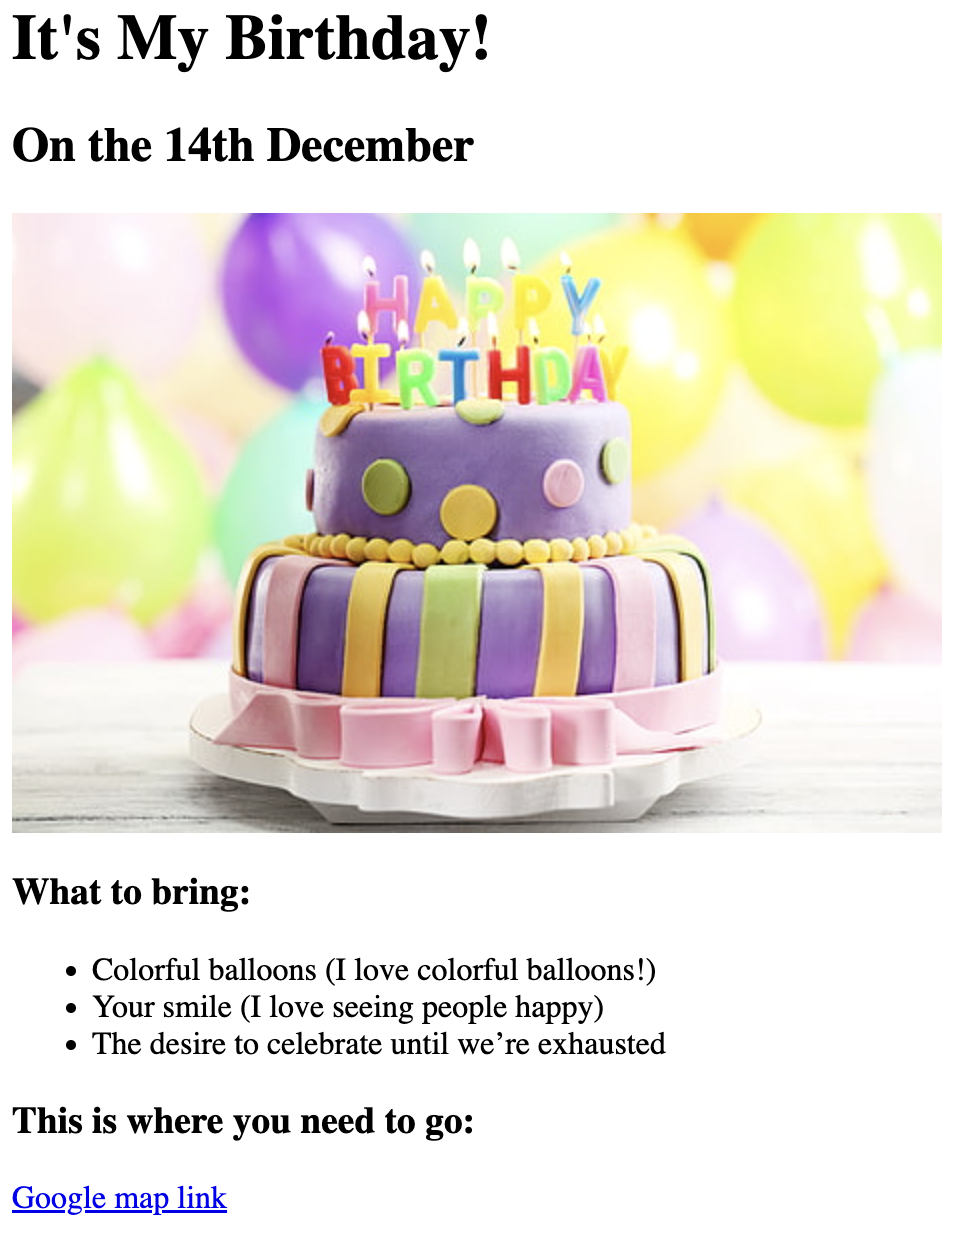 It's My Birthday!
On the 14th December
HAPPY
BIRTHDAY
What to bring:
Colorful balloons (I love colorful balloons!)
Your smile (I love seeing people happy)
The desire to celebrate until we’re exhausted
This is where you need to go:
Google map link